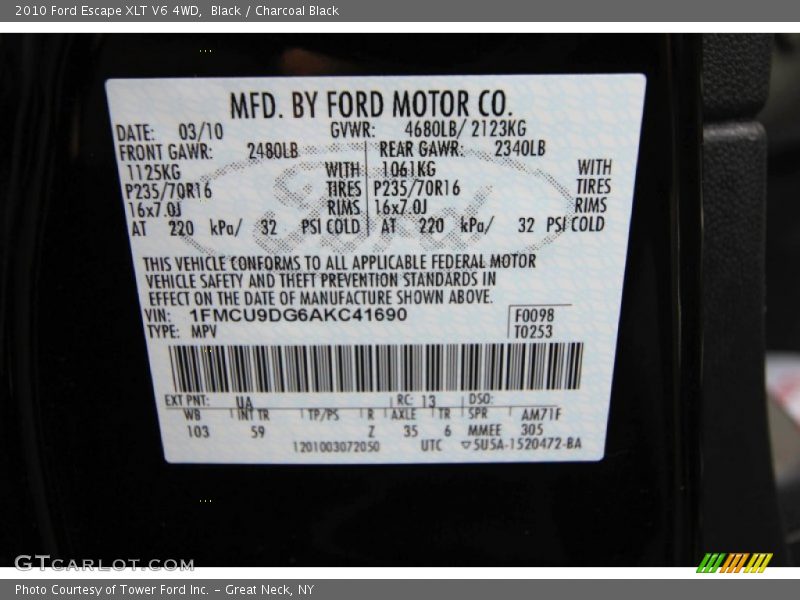 2010 Ford Escape XLT V6 4WD, Black / Charcoal Black
MFD. BY FORD MOTOR CO.
DATE: 03/10 GVWR: 4680LB/ 2123KG
FRONT GAWR: 2480LB REAR GAWR: 2340LB
1125KG WITH 1061KG WITH
P235/70R16 TIRES P235/70R16 TIRES
16x7.0J RIMS 16x7.0J RIMS
AT 220 kPa/ 32 PSI COLD AT 220 kPa/ 32 PSI COLD
THIS VEHICLE CONFORMS TO ALL APPLICABLE FEDERAL MOTOR
VEHICLE SAFETY AND THEFT PREVENTION STANDARDS IN
EFFECT ON THE DATE OF MANUFACTURE SHOWN ABOVE.
VIN: 1FMCU9DG6AKC41690 F0098
TYPE: MPV T0253
EXT PNT: UA RC: 13 DSO:
WB INT TR TP/PS R AXLE TR SPR AM71F
103 59 Z 35 6 MMEE 305
1201003072050 UTC ▽5U5A-1520472-BA
GTCARLOT.COM
Photo Courtesy of Tower Ford Inc. – Great Neck, NY